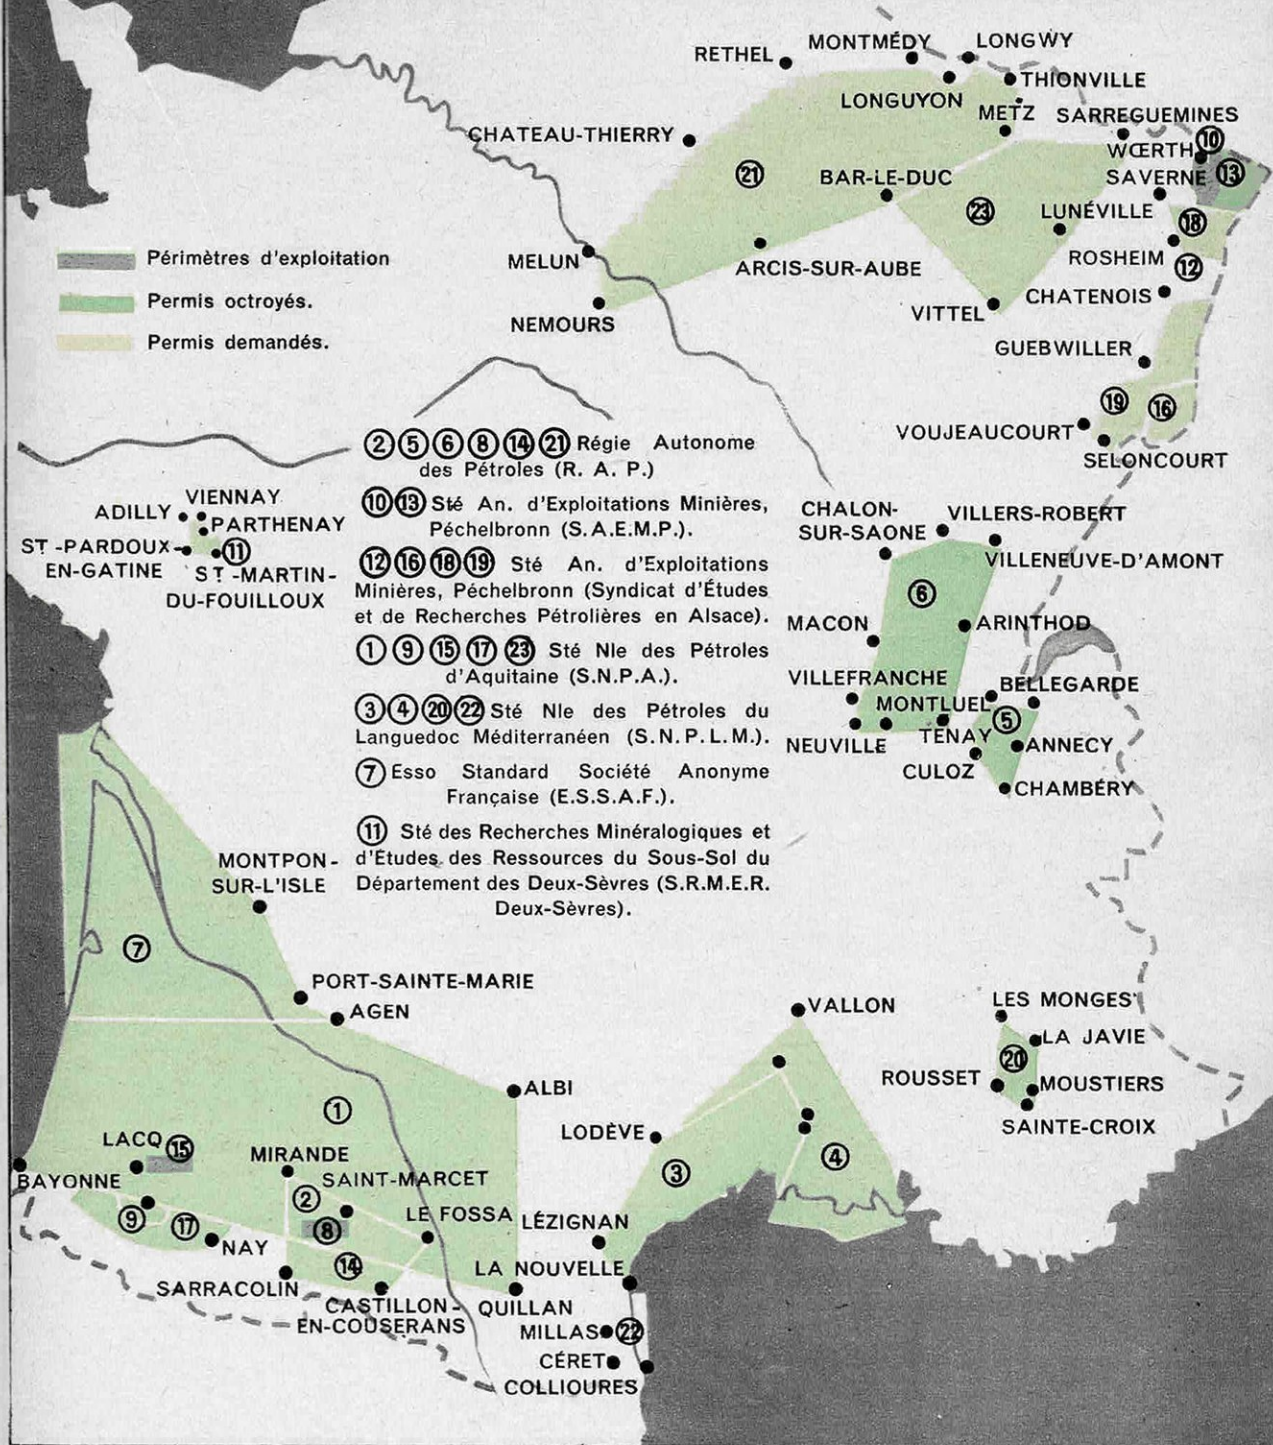 RETHEL
MONTMÉDY
LONGWY
THIONVILLE
LONGUYON
METZ
SARREGUEMINES
CHATEAU-THIERRY
WŒRTH
10
SAVERNE
13
21
BAR-LE-DUC
23
LUNÉVILLE
18
MELUN
ARCIS-SUR-AUBE
ROSHEIM
12
NEMOURS
VITTEL
CHATENOIS
GUEBWILLER
19
16
VOUJEAUCOURT
SELONCOURT
Périmètres d'exploitation
Permis octroyés.
Permis demandés.
2 5 6 8 14 21 Régie Autonome
des Pétroles (R. A. P.)
10 13 Sté An. d'Exploitations Minières,
Péchelbronn (S.A.E.M.P.).
12 16 18 19 Sté An. d'Exploitations
Minières, Péchelbronn (Syndicat d'Études
et de Recherches Pétrolières en Alsace).
1 9 15 17 23 Sté Nle des Pétroles
d'Aquitaine (S.N.P.A.).
3 4 20 22 Sté Nle des Pétroles du
Languedoc Méditerranéen (S.N.P.L.M.).
7 Esso Standard Société Anonyme
Française (E.S.S.A.F.).
11 Sté des Recherches Minéralogiques et
d'Études des Ressources du Sous-Sol du
Département des Deux-Sèvres (S.R.M.E.R.
Deux-Sèvres).
VIENNAY
ADILLY
PARTHENAY
ST-PARDOUX-
EN-GATINE
11
ST-MARTIN-
DU-FOUILLOUX
CHALON-
SUR-SAONE
VILLERS-ROBERT
VILLENEUVE-D'AMONT
6
MACON
ARINTHOD
VILLEFRANCHE
BELLEGARDE
MONTLUEL
5
NEUVILLE
TENAY
ANNECY
CULOZ
CHAMBÉRY
MONTPON-
SUR-L'ISLE
7
PORT-SAINTE-MARIE
AGEN
ALBI
1
LACQ
15
BAYONNE
MIRANDE
SAINT-MARCET
2
LE FOSSA
9
17
8
NAY
14
SARRACOLIN
CASTILLON-
EN-COUSERANS
QUILLAN
VALLON
LODÈVE
3
4
LÉZIGNAN
LA NOUVELLE
MILLAS
22
CÉRET
COLLIOURES
LES MONGES
LA JAVIE
20
ROUSSET
MOUSTIERS
SAINTE-CROIX